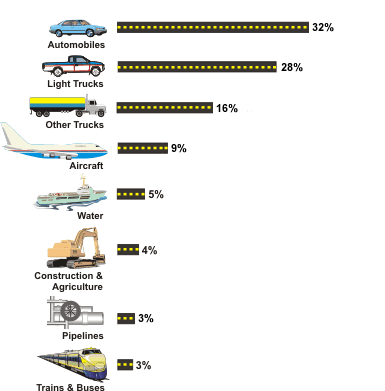 32%
Automobiles
28%
Light Trucks
16%
Other Trucks
9%
Aircraft
5%
Water
4%
Construction &
Agriculture
3%
Pipelines
3%
Trains & Buses